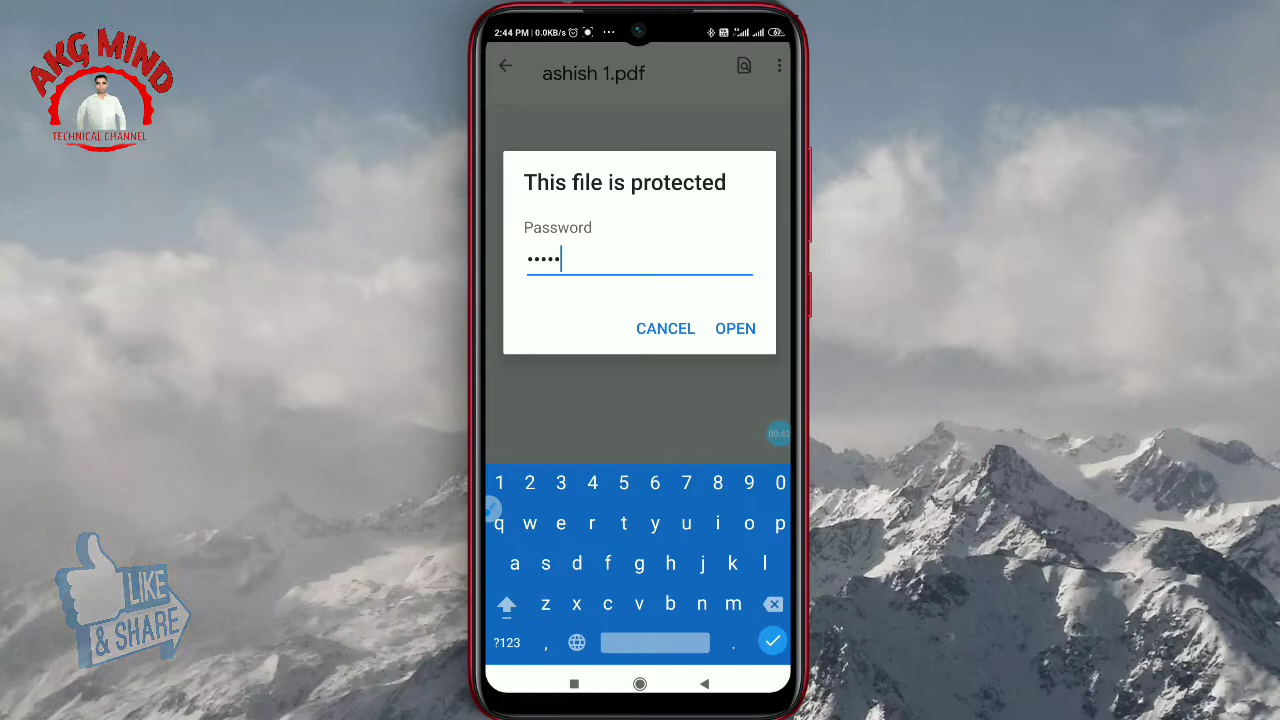 AKG MIND
TECHNICAL CHANNEL
LIKE
& SHARE
2:44 PM | 0.0KB/s
ashish 1.pdf
This file is protected
Password
•••••
CANCEL OPEN
1 2 3 4 5 6 7 8 9 0
q w e r t y u i o p
a s d f g h j k l
z x c v b n m
?123 , .